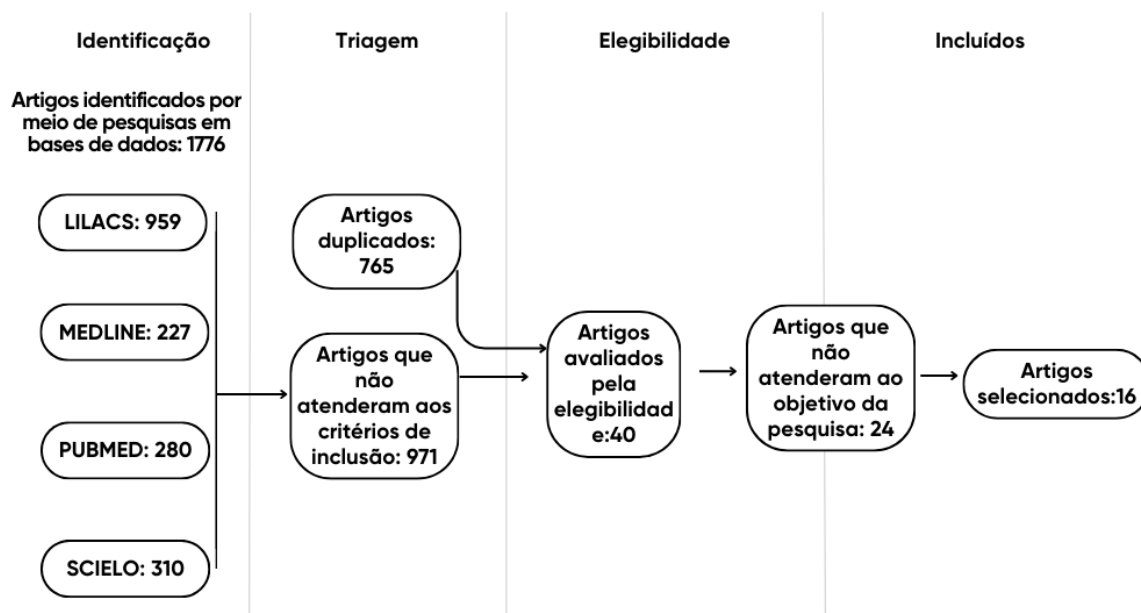 Identificação
Triagem
Elegibilidade
Incluídos
Artigos identificados por
meio de pesquisas em
bases de dados: 1776
LILACS: 959
MEDLINE: 227
PUBMED: 280
SCIELO: 310
Artigos
duplicados:
765
Artigos que
não
atenderam aos
critérios de
inclusão: 971
Artigos
avaliados
pela
elegibilidad
e:40
Artigos que
não
atenderam ao
objetivo da
pesquisa: 24
Artigos
selecionados:16